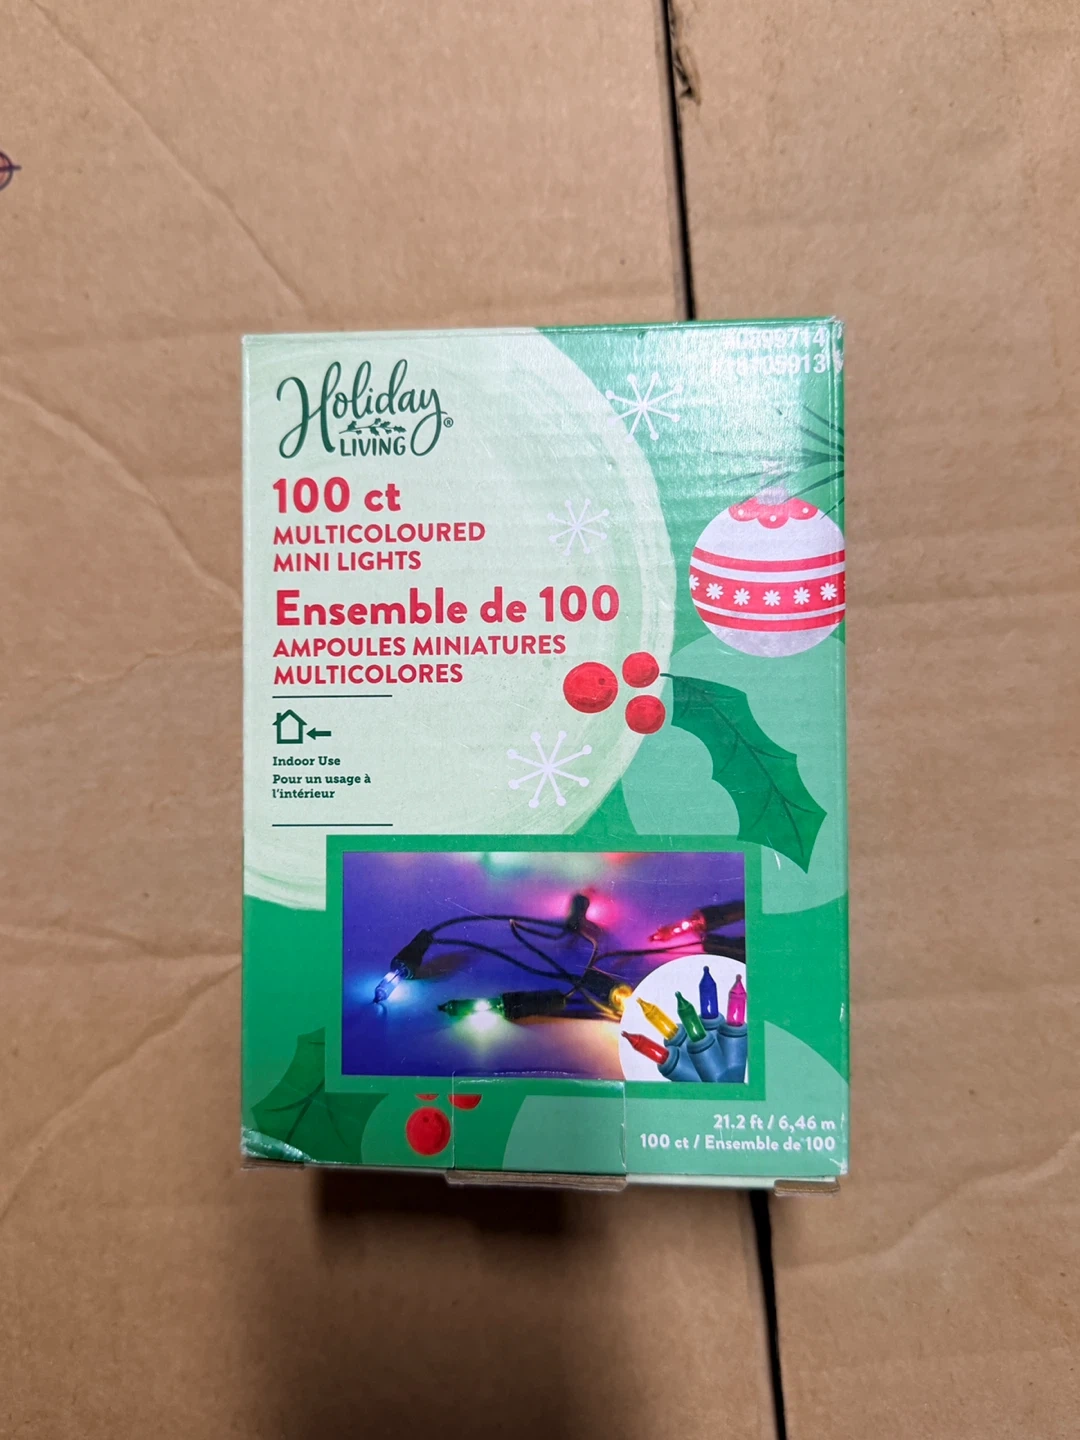 Holiday®
LIVING
100 ct
MULTICOLOURED
MINI LIGHTS
Ensemble de 100
AMPOULES MINIATURES
MULTICOLORES
Indoor Use
Pour un usage à
l'intérieur
21.2 ft / 6,46 m
100 ct / Ensemble de 100